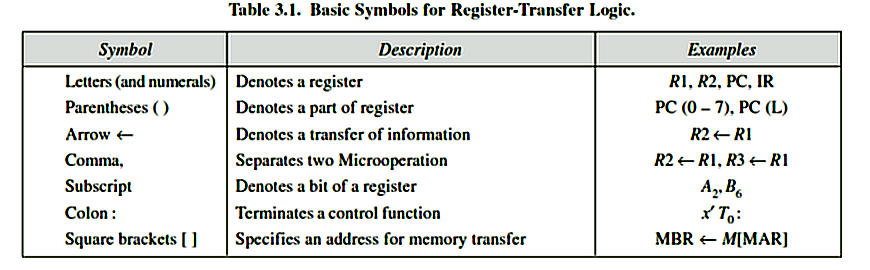 Table 3.1. Basic Symbols for Register-Transfer Logic.
Symbol Description Examples
Letters (and numerals) Denotes a register R1, R2, PC, IR
Parentheses ( ) Denotes a part of register PC (0 – 7), PC (L)
Arrow ← Denotes a transfer of information R2 ← R1
Comma, Separates two Microoperation R2 ← R1, R3 ← R1
Subscript Denotes a bit of a register A₂, B₆
Colon : Terminates a control function x′ T₀ :
Square brackets [ ] Specifies an address for memory transfer MBR ← M[MAR]